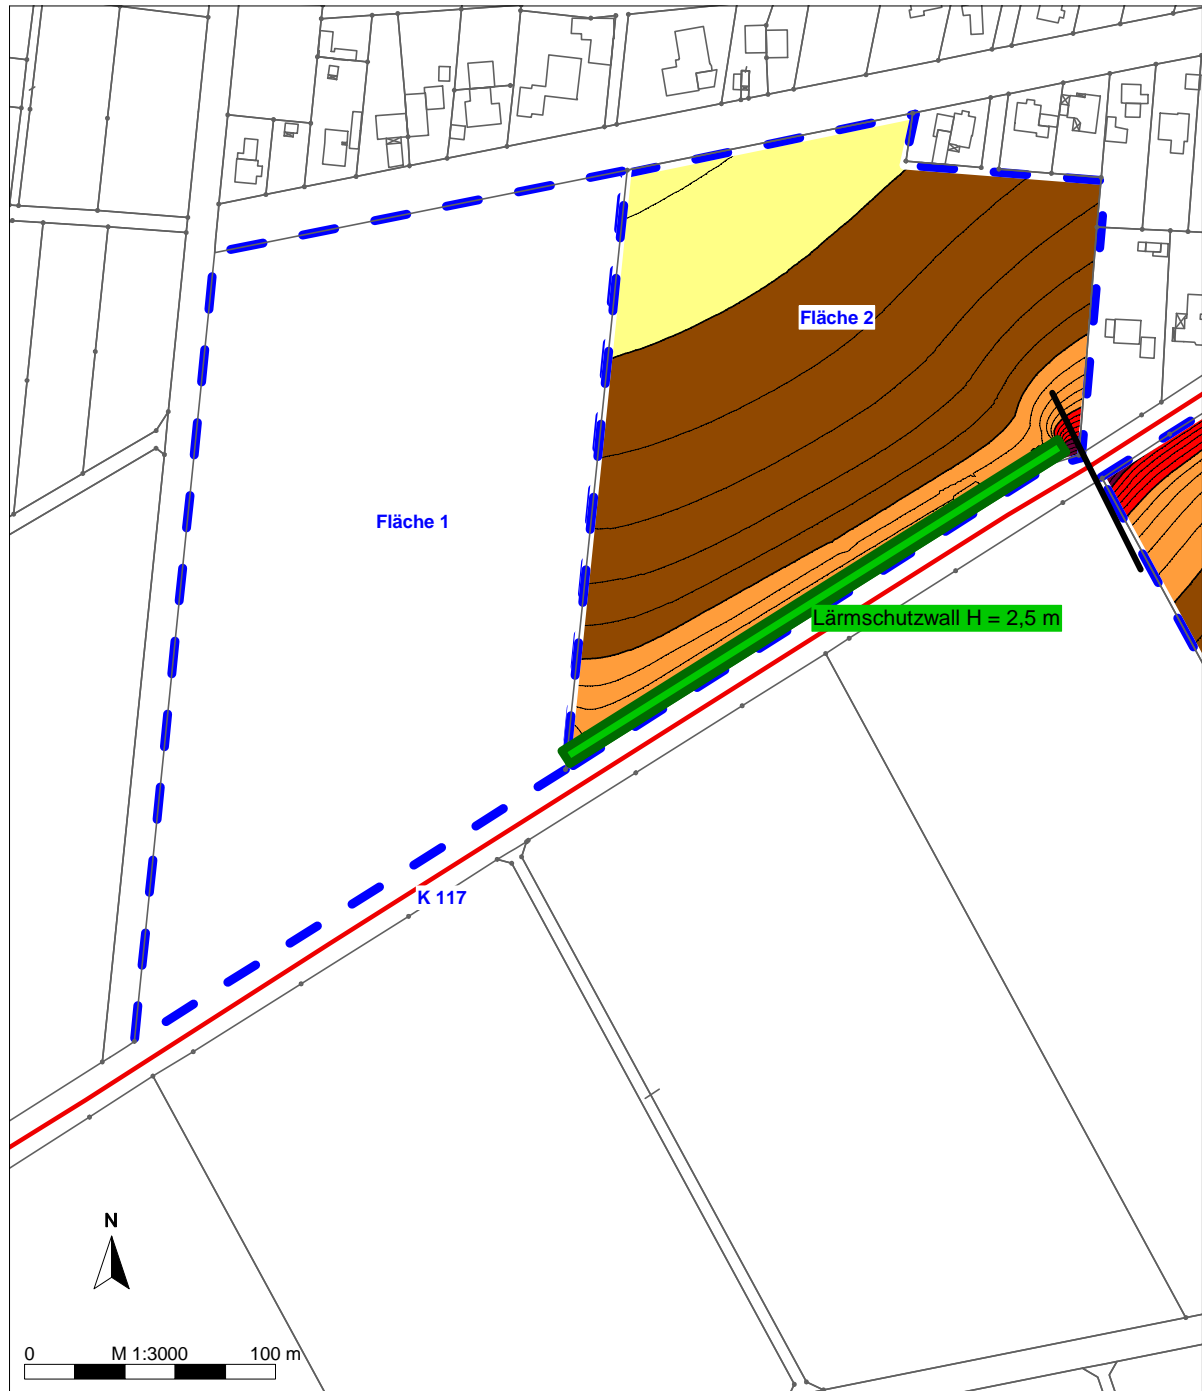 Fläche 2
Fläche 1
Lärmschutzwall H = 2,5 m
K 117
N
0 M 1:3000 100 m